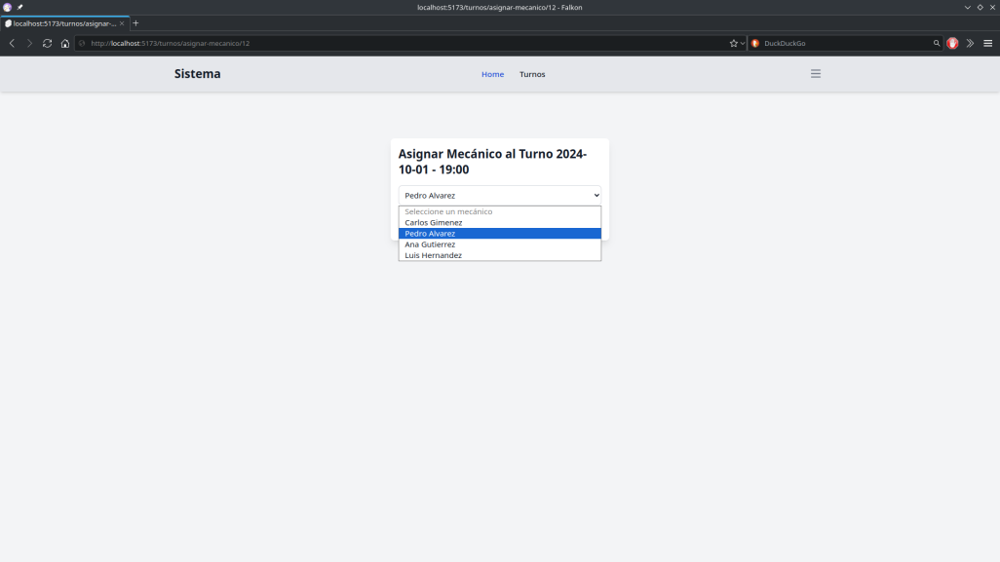 localhost:5173/turnos/asignar-mecanico/12 - Falkon
localhost:5173/turnos/asignar-...
http://localhost:5173/turnos/asignar-mecanico/12
DuckDuckGo
Sistema
Home
Turnos
Asignar Mecánico al Turno 2024-
10-01 - 19:00
Pedro Alvarez
Seleccione un mecánico
Carlos Gimenez
Pedro Alvarez
Ana Gutierrez
Luis Hernandez